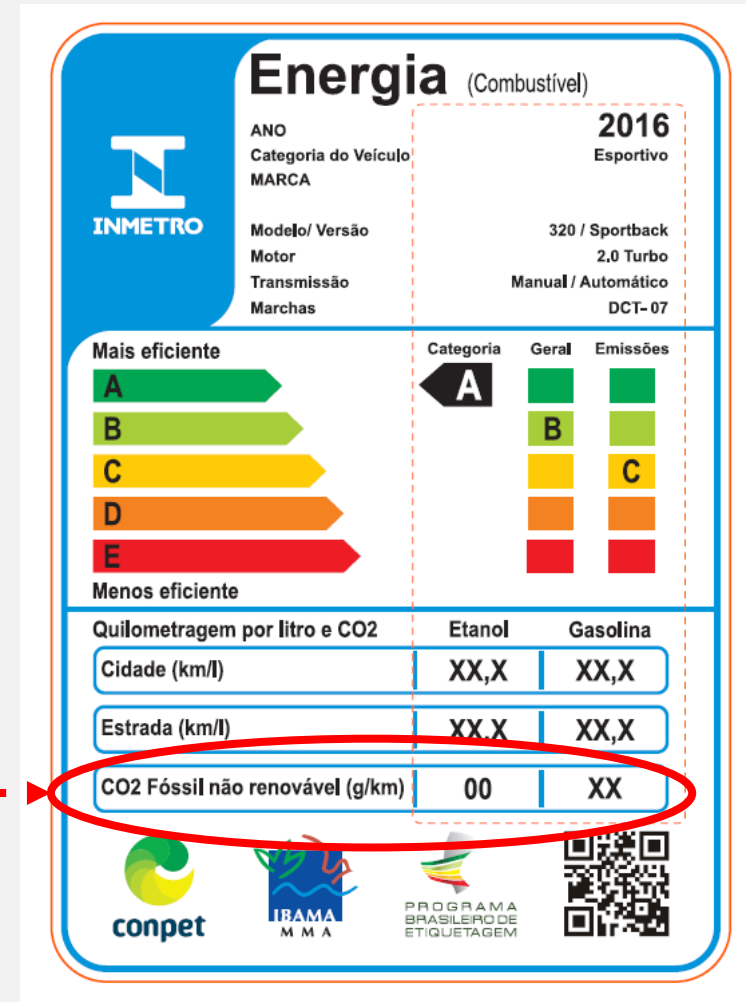 Energia (Combustível)
ANO 2016
Categoria do Veículo Esportivo
MARCA
INMETRO
Modelo/ Versão 320 / Sportback
Motor 2.0 Turbo
Transmissão Manual / Automático
Marchas DCT- 07
Mais eficiente Categoria Geral Emissões
A A
B B
C C
D
E
Menos eficiente
Quilometragem por litro e CO2 Etanol Gasolina
Cidade (km/l) XX,X XX,X
Estrada (km/l) XX,X XX,X
CO2 Fóssil não renovável (g/km) 00 XX
conpet
IBAMA
M M A
PROGRAMA
BRASILEIRO DE
ETIQUETAGEM